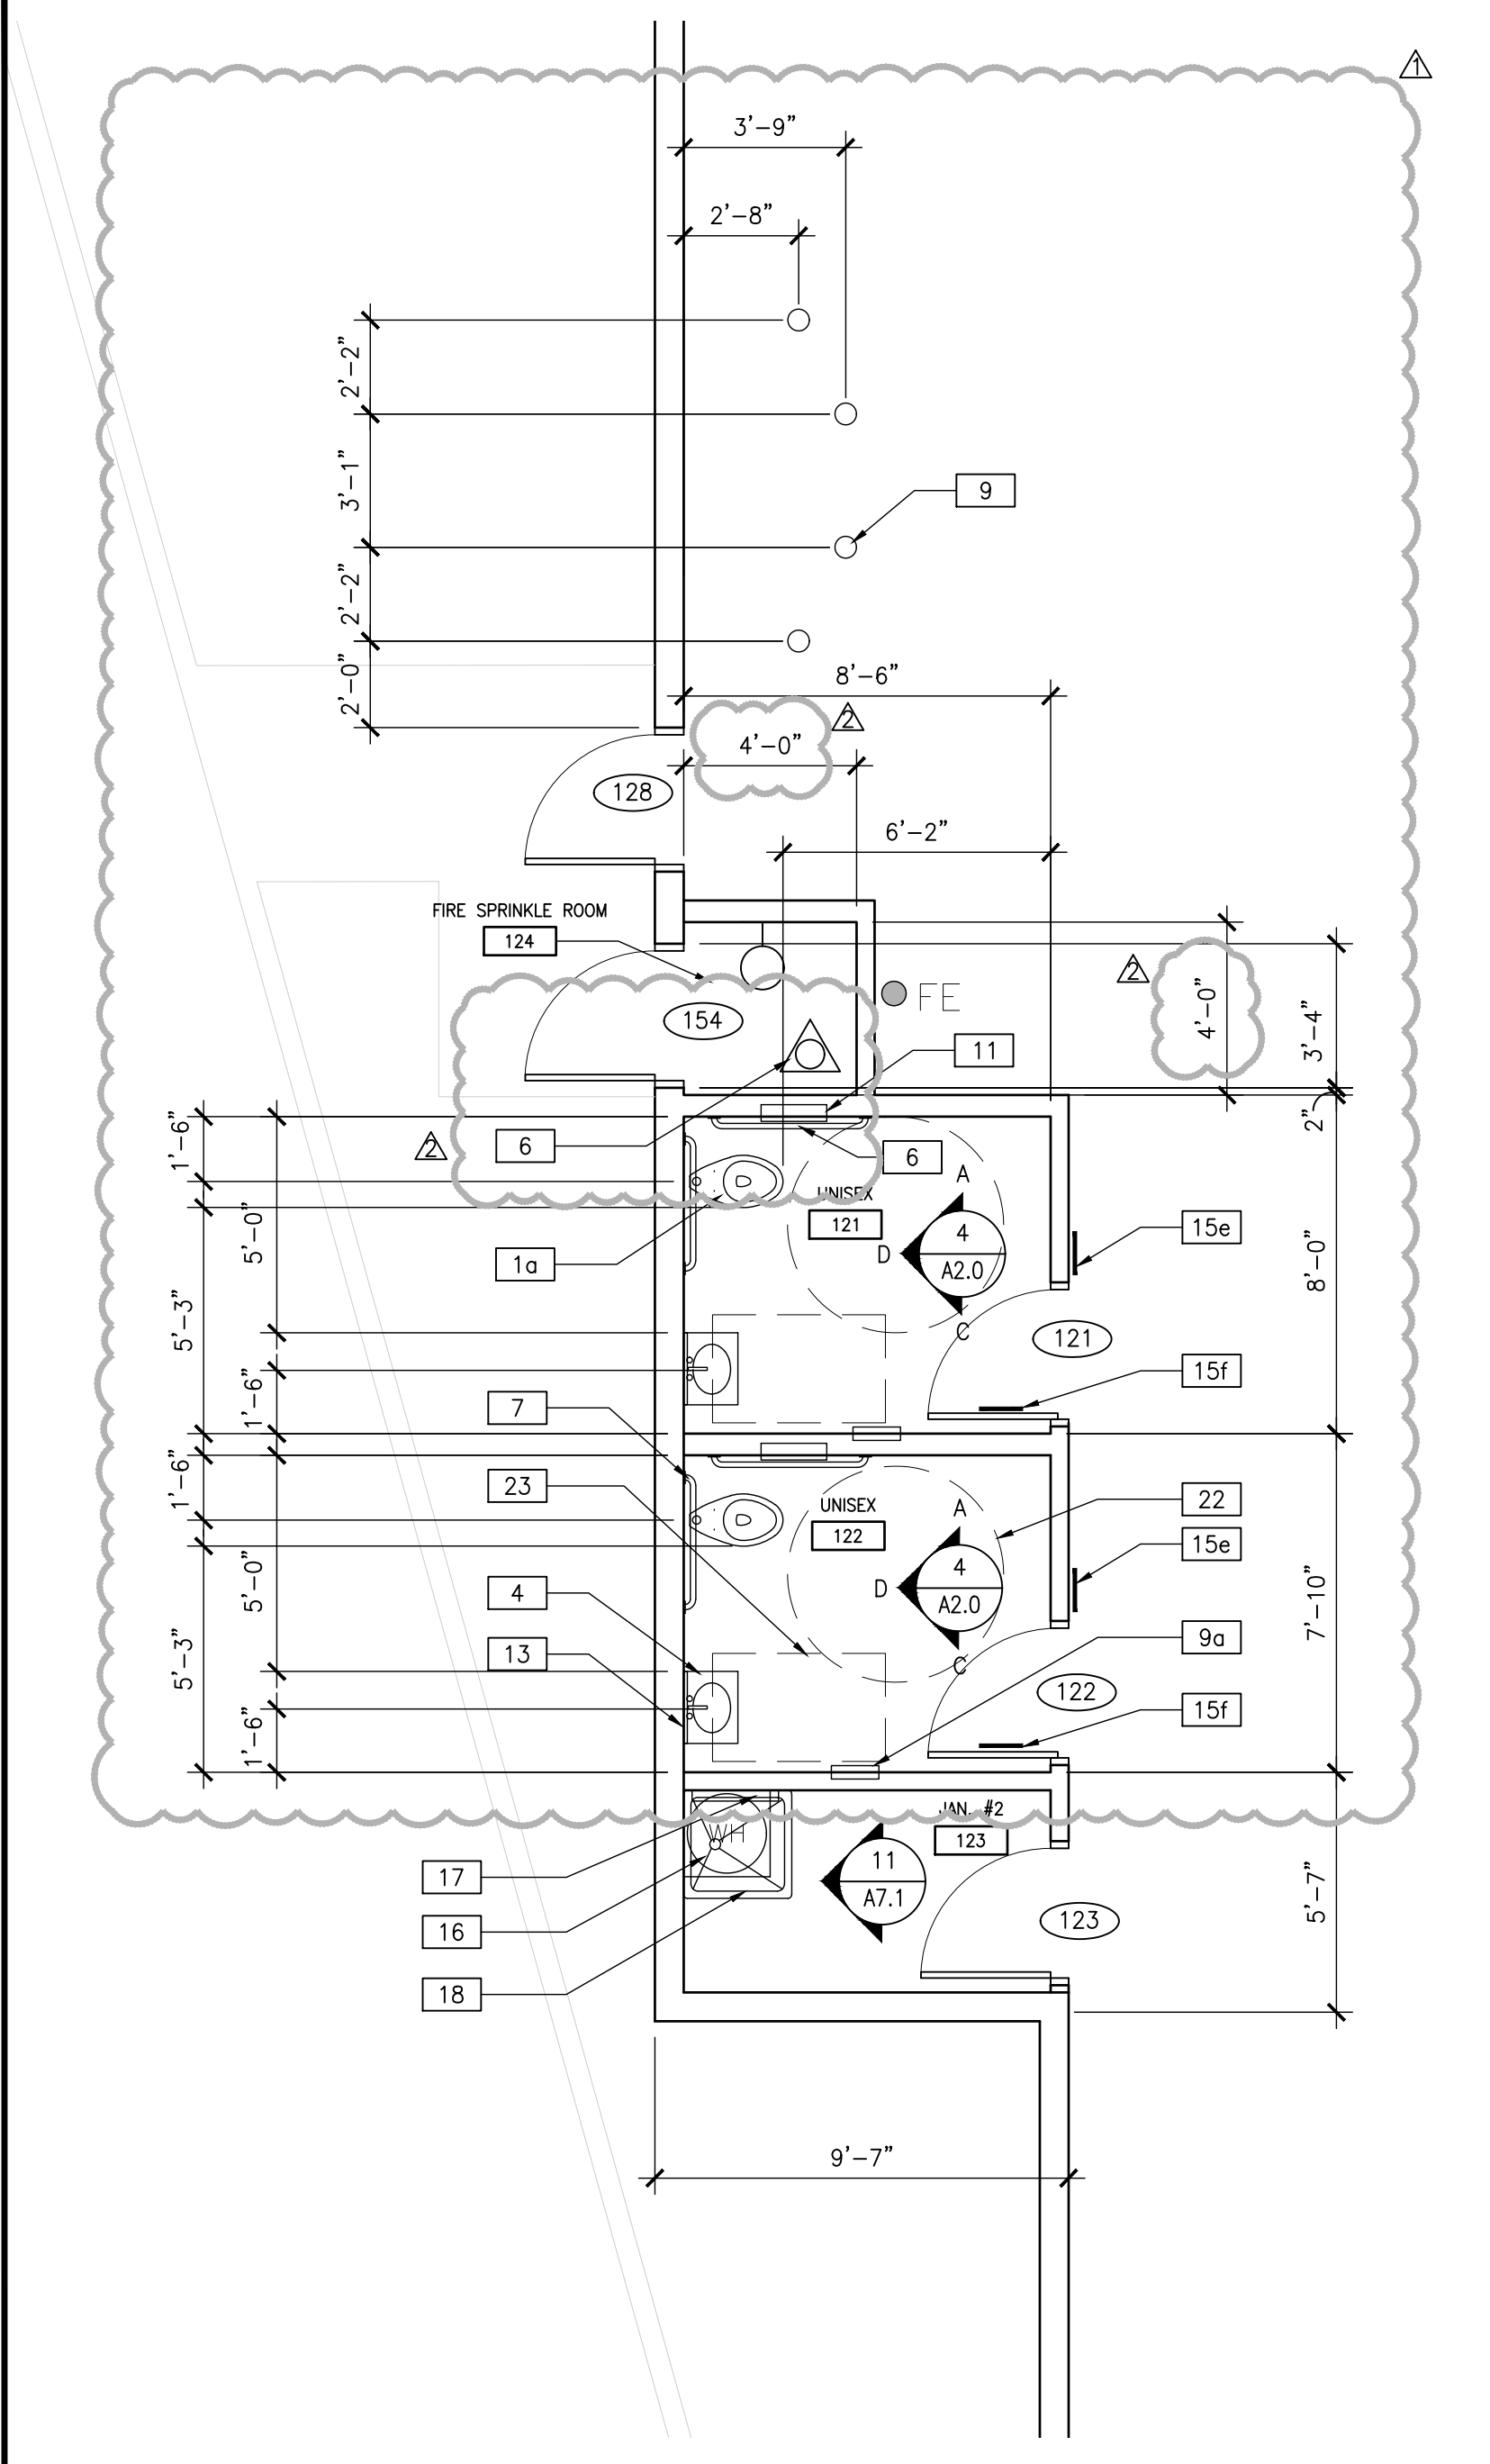 1
3'-9"
2'-8"
2'-2"
3'-1"
9
2'-2"
2'-0"
8'-6"
2
4'-0"
128
6'-2"
FIRE SPRINKLE ROOM
124
2
4'-0"
FE
154
3'-4"
11
2"
1'-6"
2
6
6
A
UNISEX
121
4
A2.0
D
C
15e
1a
5'-0"
8'-0"
5'-3"
121
15f
1'-6"
7
1'-6"
23
UNISEX
122
A
22
4
A2.0
D
C
15e
5'-0"
4
7'-10"
9a
5'-3"
13
122
15f
1'-6"
JAN. #2
123
WH
17
11
A7.1
16
123
5'-7"
18
9'-7"